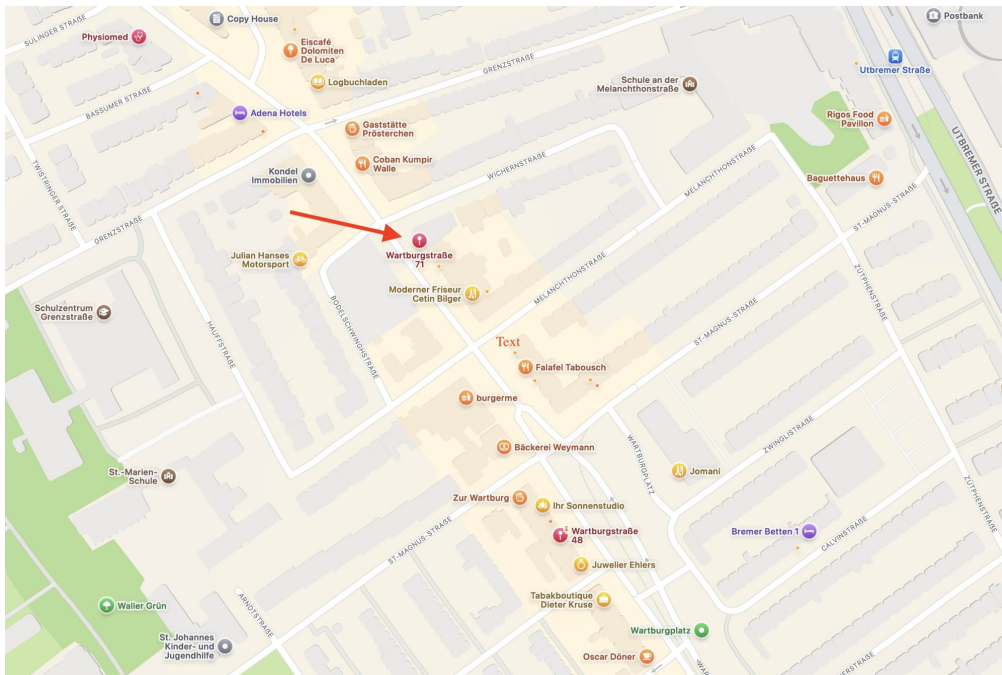 Copy House
Postbank
SULINGER STRAßE
Physiomed
Eiscafé
Dolomiten
De Luca
GRENZSTRAßE
Utbremer Straße
Logbuchladen
Schule an der
Melanchthonstraße
BASSUMER STRAßE
Adena Hotels
Gaststätte
Prösterchen
Rigos Food
Pavillon
UTBREMER STRAßE
TWISTRINGER STRAßE
Coban Kumpir
Walle
WICHERNSTRAßE
MELANCHTHONSTRAßE
Kondel
Immobilien
Baguettehaus
ST-MAGNUS-STRAßE
GRENZSTRAßE
Wartburgstraße
71
Julian Hanses
Motorsport
Moderner Friseur
Cetin Bilger
MELANCHTHONSTRAßE
ZÜTPHENSTRAßE
Schulzentrum
Grenzstraße
HAUFFSTRAßE
BODELSCHWINGHSTRAßE
ST-MAGNUS-STRAßE
Text
Falafel Tabousch
burgerme
Bäckerei Weymann
WARTBURGPLATZ
ZWINGLISTRAßE
St.-Marien-
Schule
Jomani
ZÜTPHENSTRAßE
Zur Wartburg
Ihr Sonnenstudio
ST-MAGNUS-STRAßE
Wartburgstraße
48
Bremer Betten 1
CALVINSTRAßE
Juwelier Ehlers
Tabakboutique
Dieter Kruse
Waller Grün
ARNDTSTRAßE
Wartburgplatz
St. Johannes
Kinder- und
Jugendhilfe
Oscar Döner